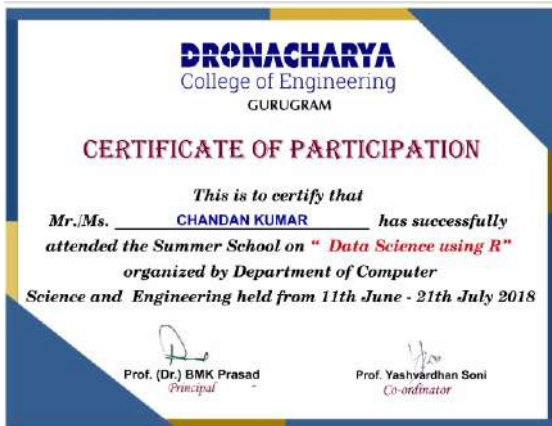 DRONACHARYA
College of Engineering
GURUGRAM
CERTIFICATE OF PARTICIPATION
This is to certify that
Mr./Ms. CHANDAN KUMAR has successfully
attended the Summer School on “ Data Science using R”
organized by Department of Computer
Science and Engineering held from 11th June - 21th July 2018
Prof. (Dr.) BMK Prasad
Principal
Prof. Yashvardhan Soni
Co-ordinator